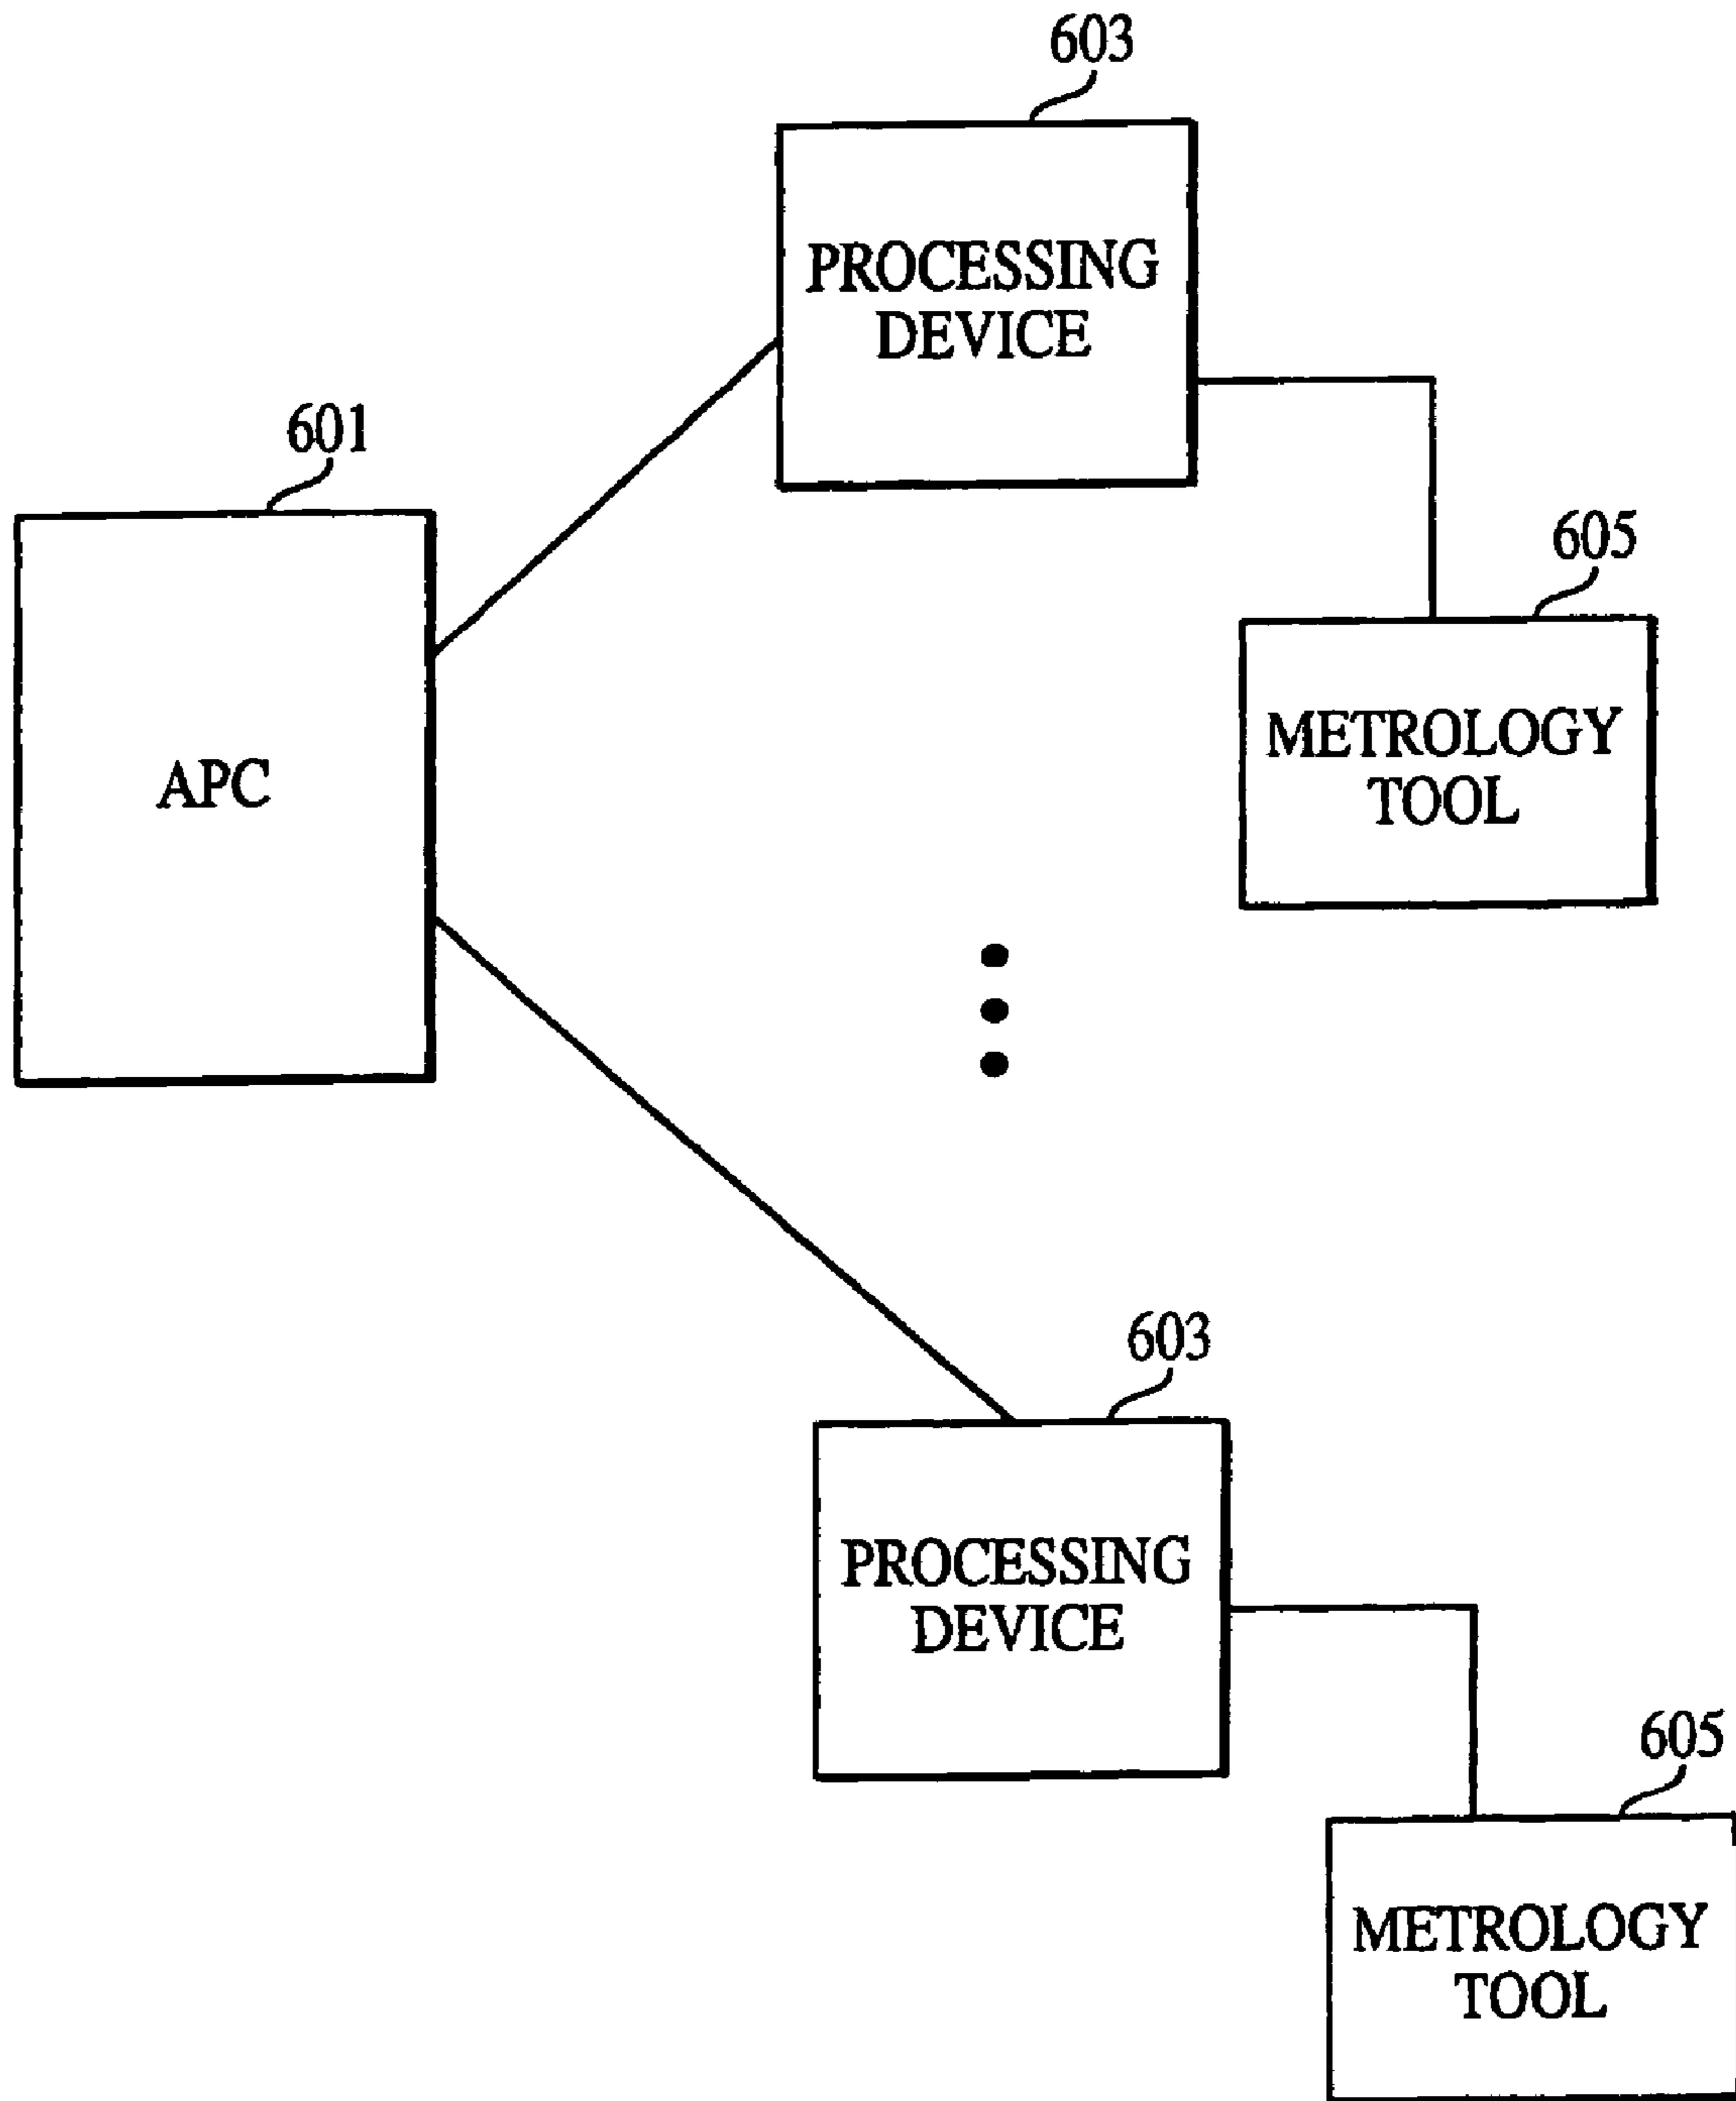 603
PROCESSING
DEVICE
601
605
APC
METROLOGY
TOOL
603
PROCESSING
DEVICE
605
METROLOGY
TOOL